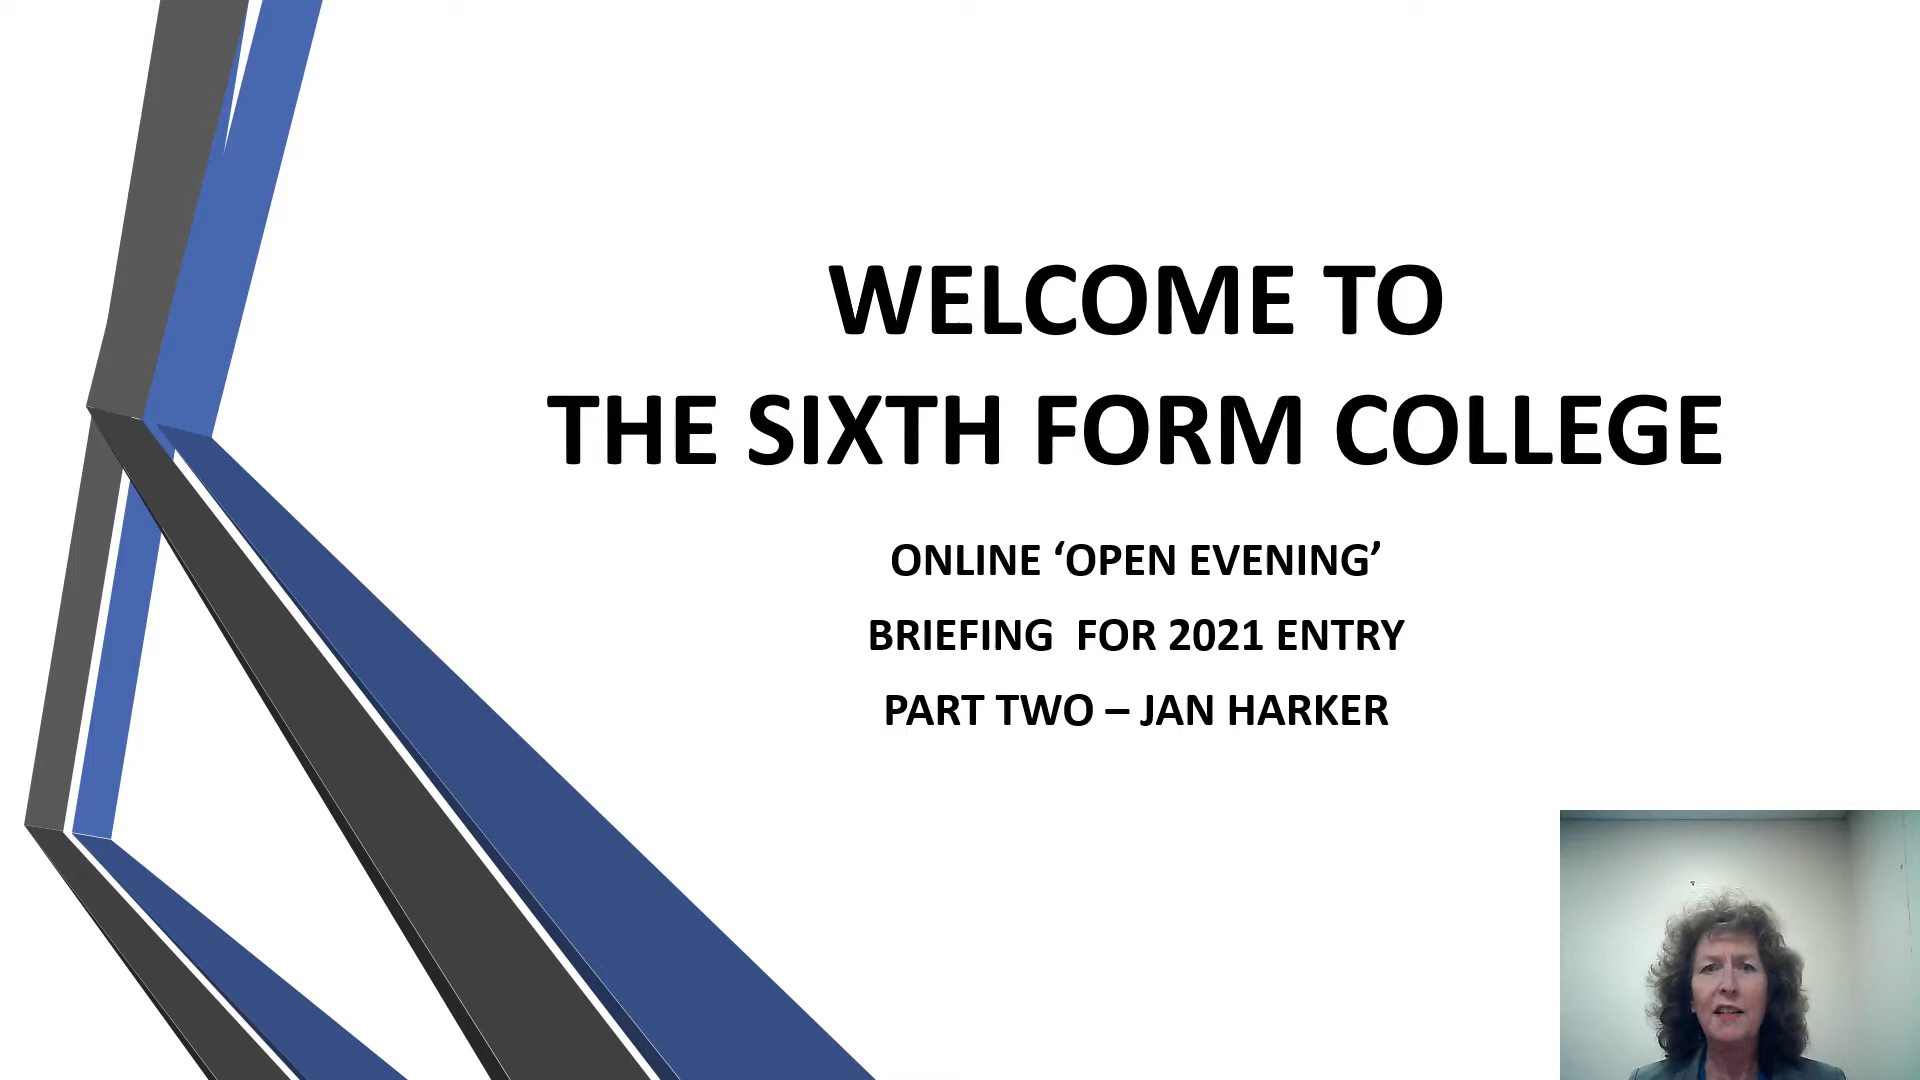 WELCOME TO
THE SIXTH FORM COLLEGE
ONLINE ‘OPEN EVENING’
BRIEFING  FOR 2021 ENTRY
PART TWO – JAN HARKER